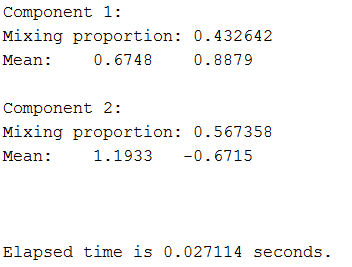 Component 1:
Mixing proportion: 0.432642
Mean:    0.6748    0.8879
Component 2:
Mixing proportion: 0.567358
Mean:    1.1933   -0.6715
Elapsed time is 0.027114 seconds.